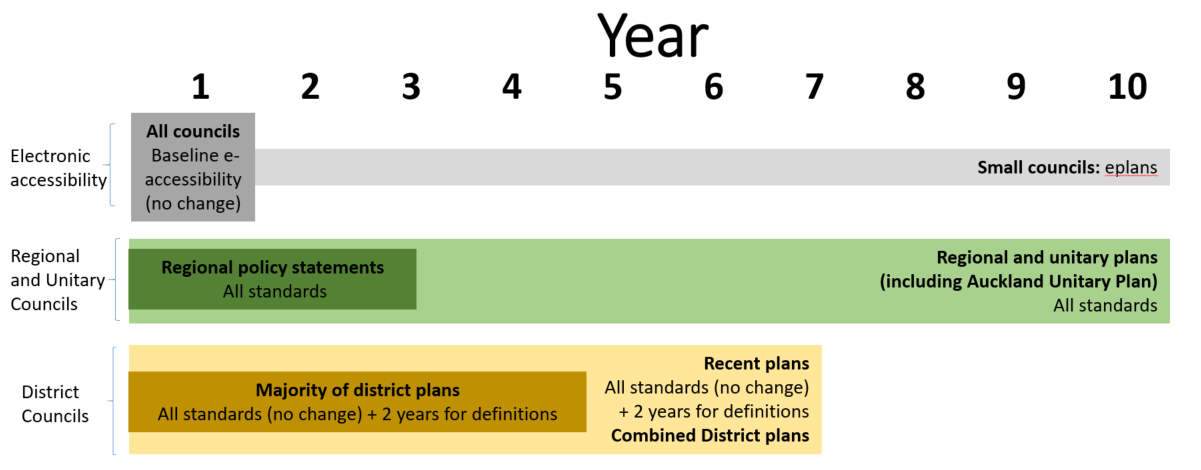 Year
1 2 3 4 5 6 7 8 9 10
Electronic
accessibility
All councils
Baseline e-
accessibility
(no change)
Small councils: eplans
Regional
and Unitary
Councils
Regional policy statements
All standards
Regional and unitary plans
(including Auckland Unitary Plan)
All standards
District
Councils
Majority of district plans
All standards (no change) + 2 years for definitions
Recent plans
All standards (no change)
+ 2 years for definitions
Combined District plans